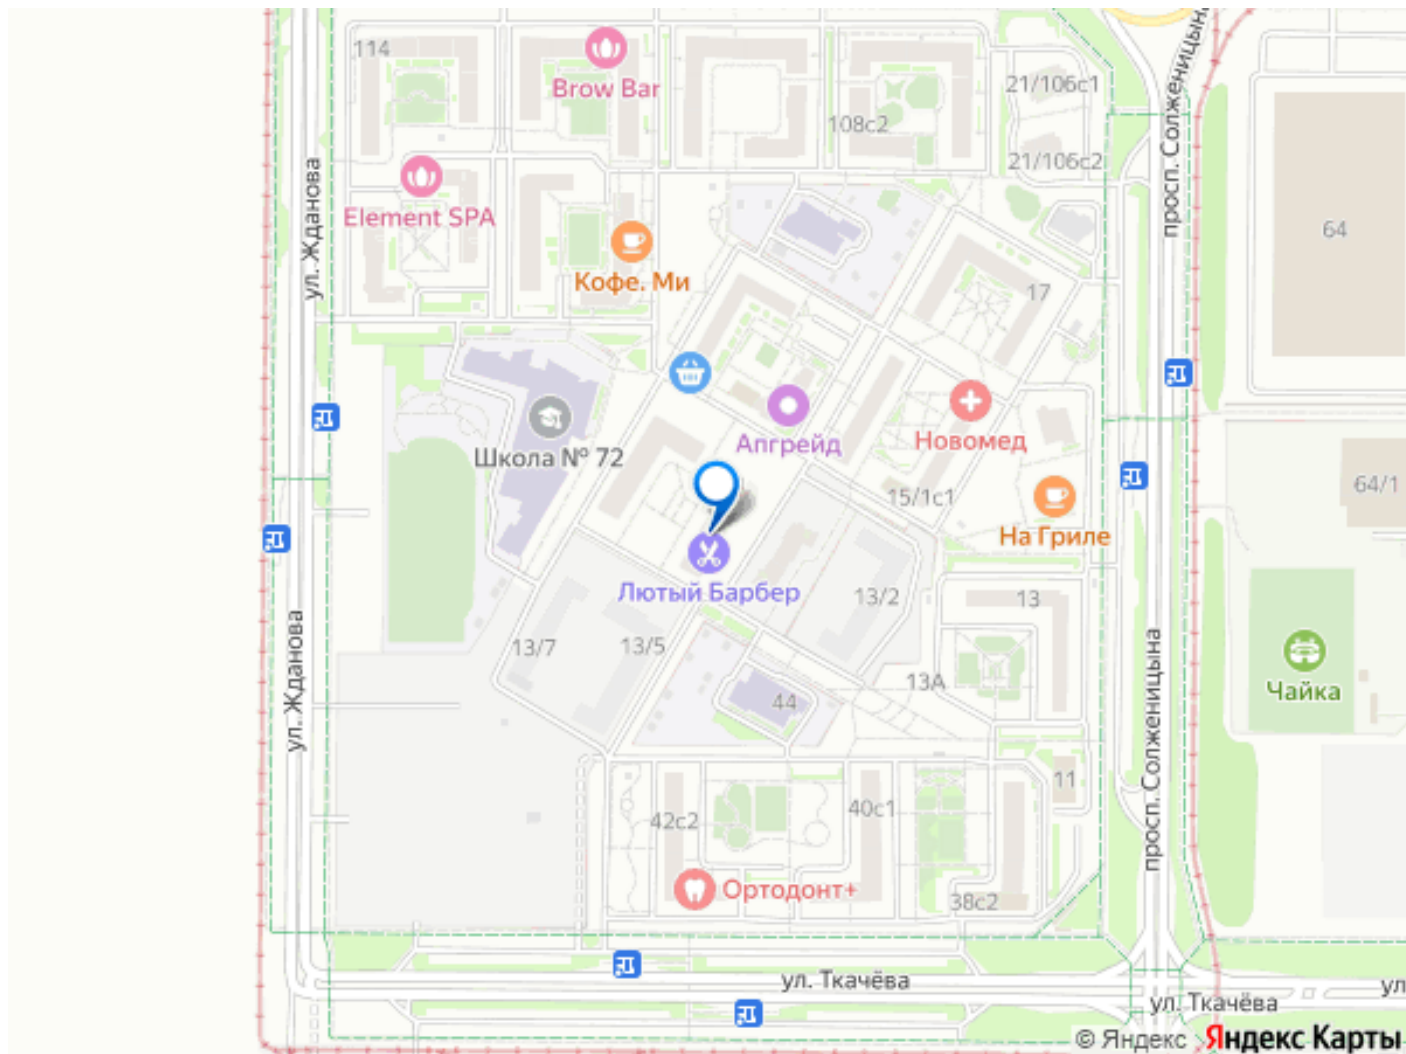 114
Brow Bar
21/106с1
108с2
21/106с2
просп. Солженицына
ул. Жданова
Element SPA
64
Кофе. Ми
17
Апгрейд
Новомед
Школа № 72
15/1с1
64/1
На Гриле
Лютый Барбер
13/2
13
13/7
13/5
13А
44
Чайка
ул. Жданова
просп. Солженицына
11
42с2
40с1
Ортодонт+
38с2
ул. Ткачёва
ул. Ткачёва
ул
© Яндекс Яндекс Карты